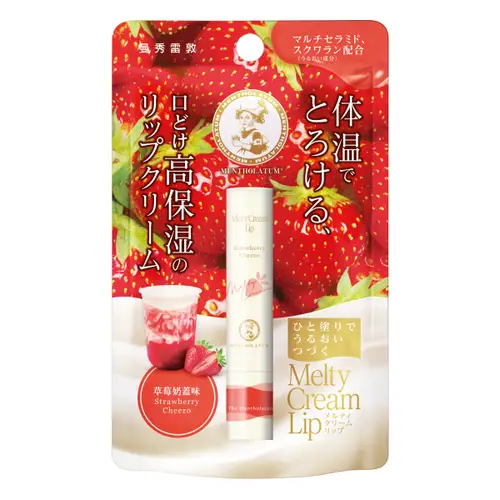 曼秀雷敦
マルチセラミド、
スクワラン配合
(うるおい成分)
MENTHOLATUM
体温で
とろける、
口どけ高保湿の
リップクリーム
Melty Cream
Lip
Strawberry
Cheezo
Melty
MENTHOLATUM
The Mentholatum
草莓奶蓋味
Strawberry
Cheezo
ひと塗りで
うるおい
つづく
Melty
Cream
Lip
メルティ
クリーム
リップ